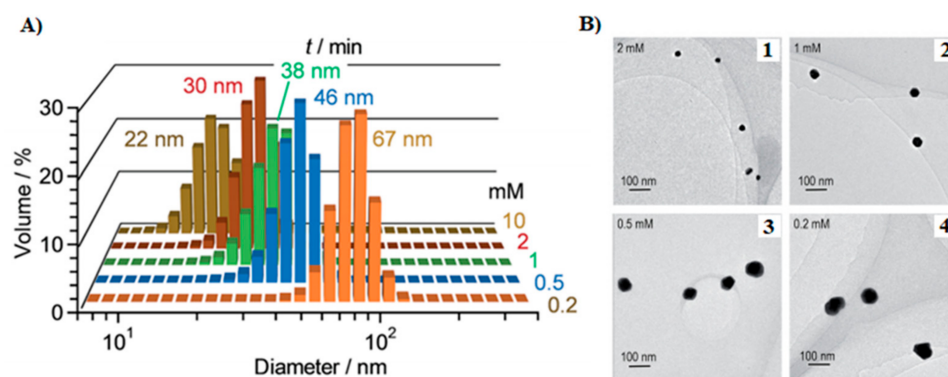 A)
t / min
38 nm
30 nm
46 nm
22 nm
67 nm
Volume / %
30
20
10
0
mM
10
2
1
0.5
0.2
10¹
10²
Diameter / nm
B)
2 mM
1
100 nm
1 mM
2
100 nm
0.5 mM
3
100 nm
0.2 mM
4
100 nm